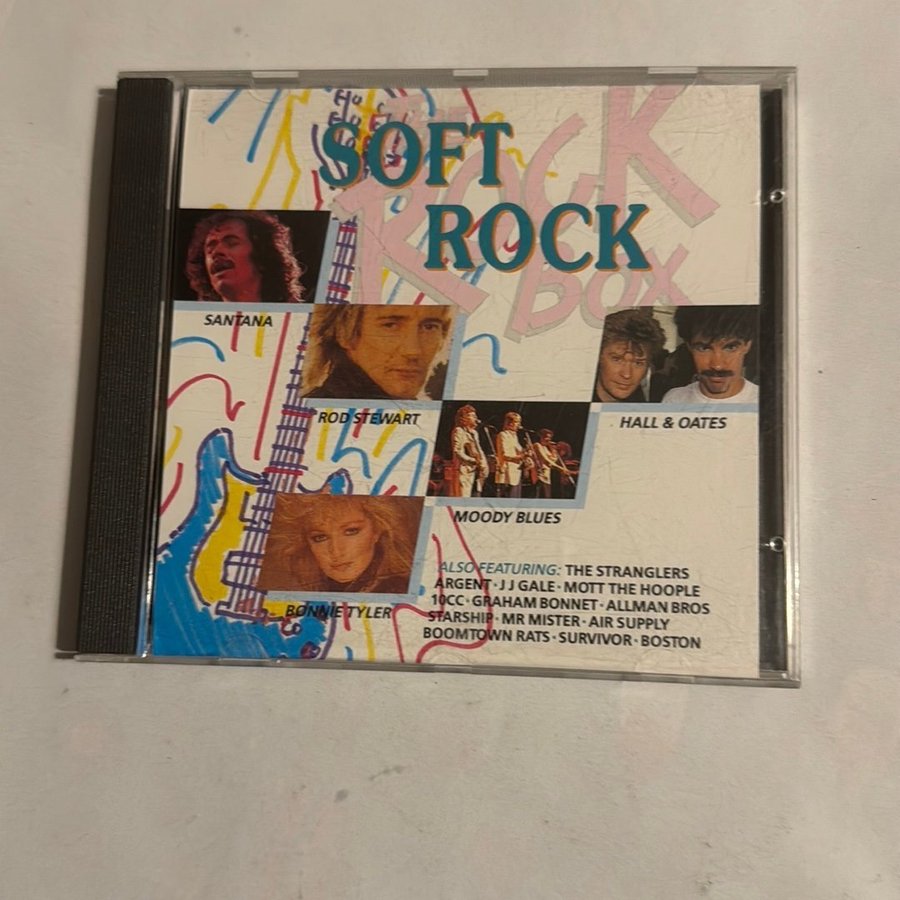 THE
ROCK
BOX
SOFT
ROCK
SANTANA
ROD STEWART
HALL & OATES
MOODY BLUES
BONNIE TYLER
ALSO FEATURING: THE STRANGLERS
ARGENT · J J GALE · MOTT THE HOOPLE
10CC · GRAHAM BONNET · ALLMAN BROS
STARSHIP · MR MISTER · AIR SUPPLY
BOOMTOWN RATS · SURVIVOR · BOSTON